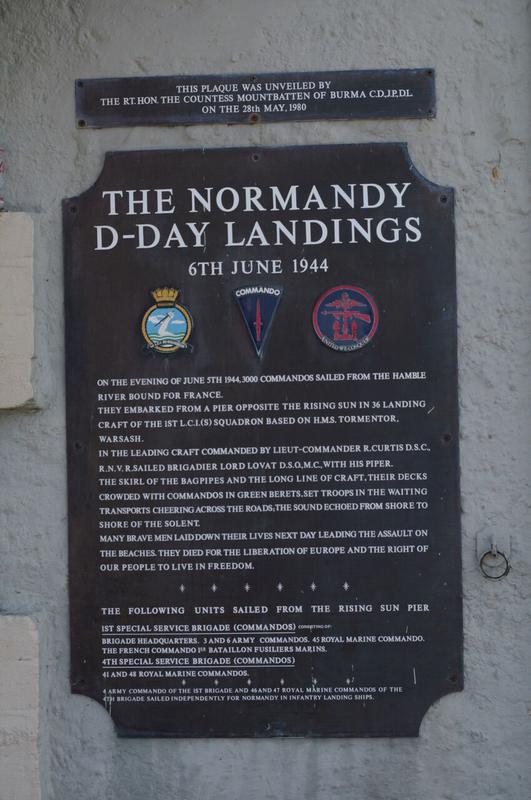 THIS PLAQUE WAS UNVEILED BY
THE RT. HON. THE COUNTESS MOUNTBATTEN OF BURMA C.D.,J.P.,D.L.
ON THE 28th MAY, 1980
THE NORMANDY
D-DAY LANDINGS
6TH JUNE 1944
COMMANDO
UNITED WE CONQUER
ON THE EVENING OF JUNE 5TH 1944, 3000 COMMANDOS SAILED FROM THE HAMBLE
RIVER BOUND FOR FRANCE.
THEY EMBARKED FROM A PIER OPPOSITE THE RISING SUN IN 36 LANDING
CRAFT OF THE 1ST L.C.I.(S) SQUADRON BASED ON H.M.S. TORMENTOR,
WARSASH.
IN THE LEADING CRAFT COMMANDED BY LIEUT-COMMANDER R.CURTIS D.S.C.,
R.N.V.R. SAILED BRIGADIER LORD LOVAT D.S.O., M.C., WITH HIS PIPER.
THE SKIRL OF THE BAGPIPES AND THE LONG LINE OF CRAFT, THEIR DECKS
CROWDED WITH COMMANDOS IN GREEN BERETS, SET TROOPS IN THE WAITING
TRANSPORTS CHEERING ACROSS THE ROADS; THE SOUND ECHOED FROM SHORE TO
SHORE OF THE SOLENT.
MANY BRAVE MEN LAID DOWN THEIR LIVES NEXT DAY LEADING THE ASSAULT ON
THE BEACHES. THEY DIED FOR THE LIBERATION OF EUROPE AND THE RIGHT OF
OUR PEOPLE TO LIVE IN FREEDOM.
THE FOLLOWING UNITS SAILED FROM THE RISING SUN PIER
1ST SPECIAL SERVICE BRIGADE (COMMANDOS) CONSISTING OF:
BRIGADE HEADQUARTERS. 3 AND 6 ARMY COMMANDOS. 45 ROYAL MARINE COMMANDO.
THE FRENCH COMMANDO 1ER BATAILLON FUSILIERS MARINS.
4TH SPECIAL SERVICE BRIGADE (COMMANDOS)
41 AND 48 ROYAL MARINE COMMANDOS.
4 ARMY COMMANDO OF THE 1ST BRIGADE AND 46 AND 47 ROYAL MARINE COMMANDOS OF THE
4TH BRIGADE SAILED INDEPENDENTLY FOR NORMANDY IN INFANTRY LANDING SHIPS.